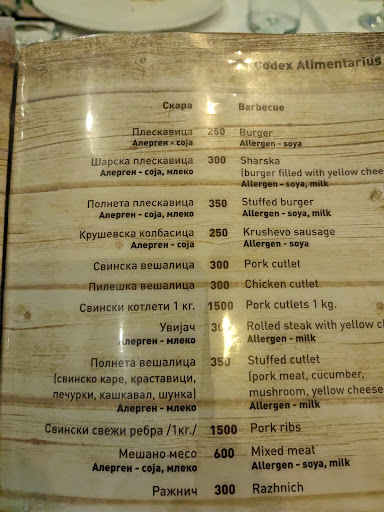 Codex Alimentarius
Скара Barbecue
Плескавица 250 Burger
Алерген - соја Allergen - soya
Шарска плескавица 300 Sharska
Алерген - соја, млеко (burger filled with yellow chee
Allergen - soya, milk
Полнета плескавица 350 Stuffed burger
Алерген - соја, млеко Allergen - soya, milk
Крушевска колбасица 250 Krushevo sausage
Алерген - соја Allergen - soya
Свинска вешалица 300 Pork cutlet
Пилешка вешалица 300 Chicken cutlet
Свински котлети 1 кг. 1500 Pork cutlets 1 kg.
Увијач Rolled steak with yellow c
Алерген - млеко Allergen - milk
Полнета вешалица 350 Stuffed cutlet
(свинско каре, краставици, (pork meat, cucumber,
печурки, кашкавал, шунка) mushroom, yellow cheese
Алерген - млеко Allergen - milk
Свински свежи ребра /1кг./ 1500 Pork ribs
Мешано месо 600 Mixed meat
Алерген - соја, млеко Allergen - soya, milk
Ражнич 300 Razhnich